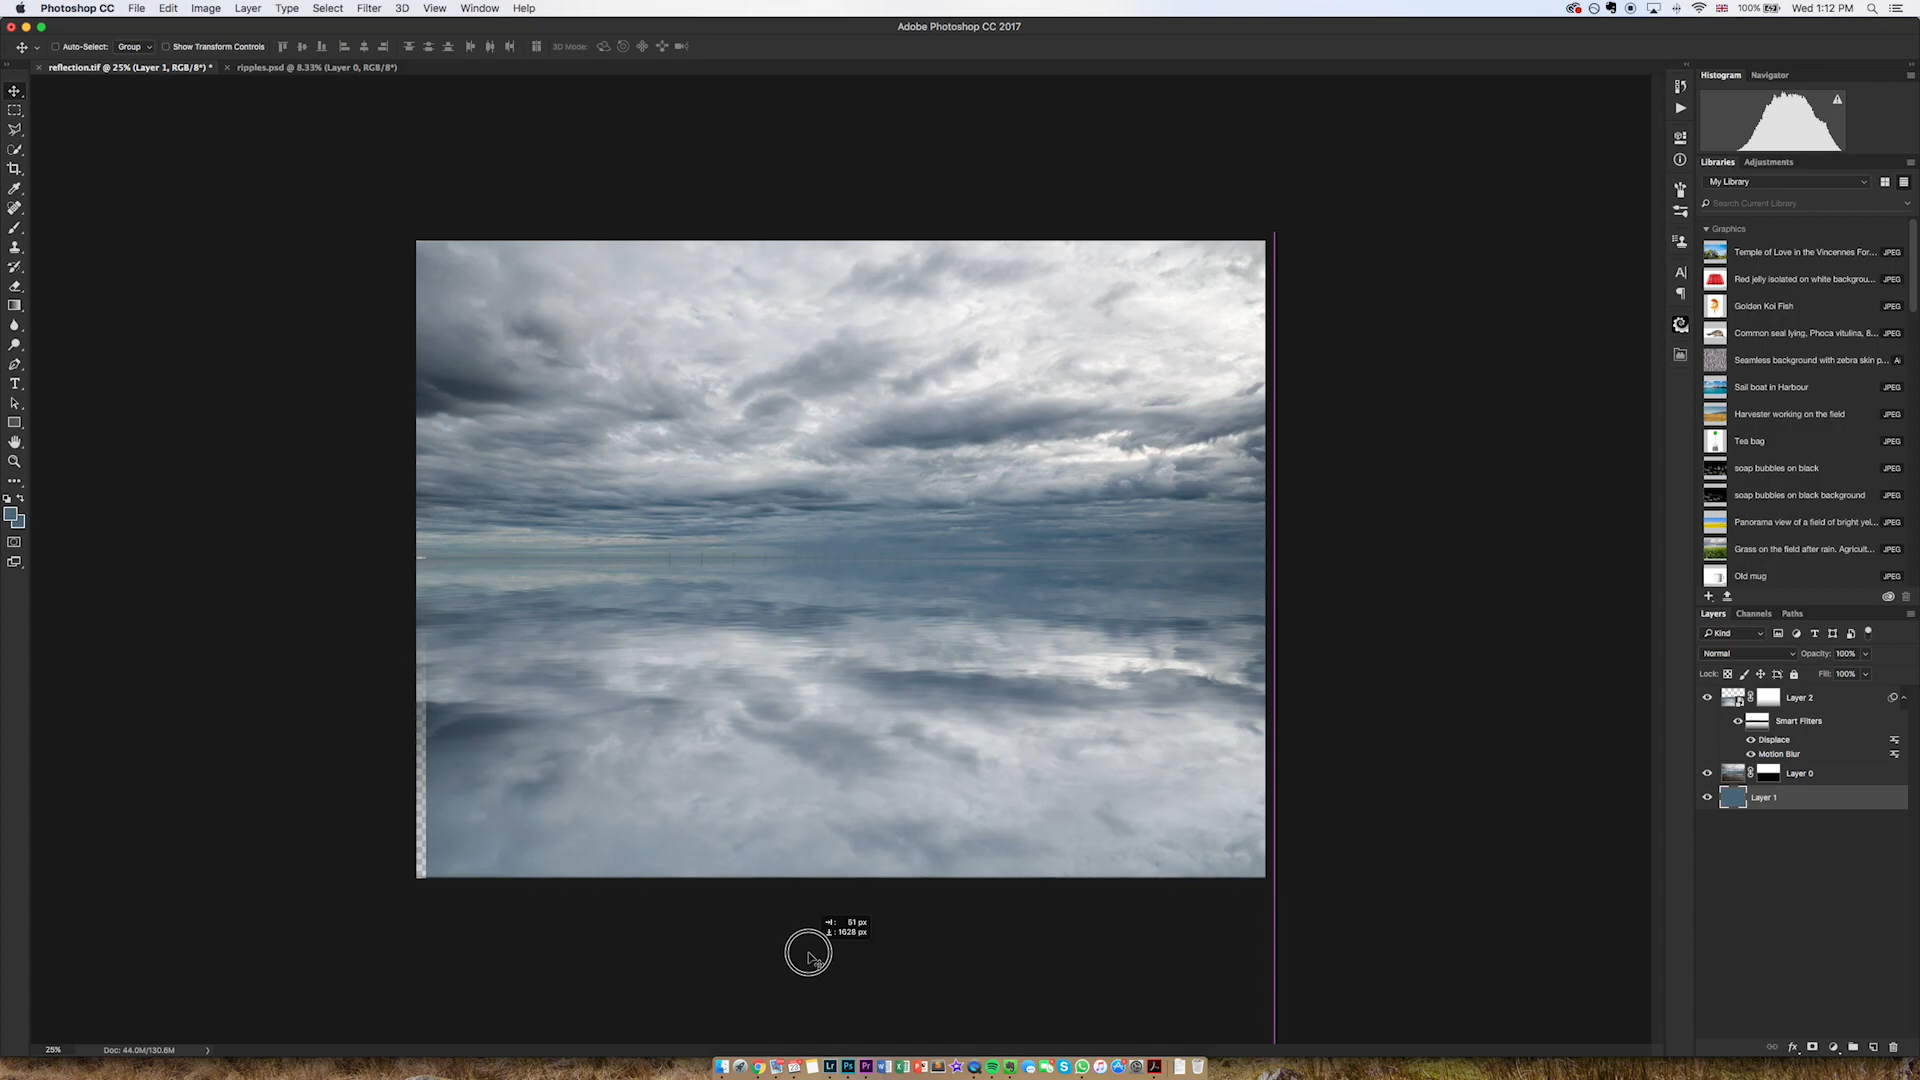 Photoshop CC File Edit Image Layer Type Select Filter 3D View Window Help 100% Wed 1:12 PM
Adobe Photoshop CC 2017
Auto-Select: Group Show Transform Controls 3D Mode:
reflection.tif @ 25% (Layer 1, RGB/8*) * ripples.psd @ 8.33% (Layer 0, RGB/8*)
Histogram Navigator
Libraries Adjustments
My Library
Search Current Library
Graphics
Temple of Love in the Vincennes For... JPEG
Red jelly isolated on white backgrou... JPEG
Golden Koi Fish JPEG
Common seal lying, Phoca vitulina, 8... JPEG
Seamless background with zebra skin p... Ai
Sail boat in Harbour JPEG
Harvester working on the field JPEG
Tea bag JPEG
soap bubbles on black JPEG
soap bubbles on black background JPEG
Panorama view of a field of bright yel... JPEG
Grass on the field after rain. Agricult... JPEG
Old mug JPEG
Layers Channels Paths
Kind
Normal Opacity: 100%
Lock: Fill: 100%
Layer 2
Smart Filters
Displace
Motion Blur
Layer 0
Layer 1
51 px
1628 px
25% Doc: 44.0M/130.6M
fx
Lr Ps Pr